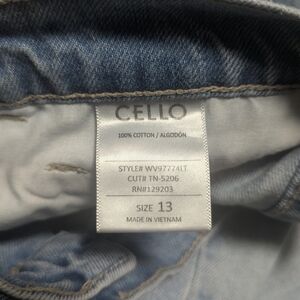 CELLO
100% COTTON / ALGODÓN
STYLE# WV97774LT
CUT# TN-5206
RN#129203
SIZE 13
MADE IN VIETNAM